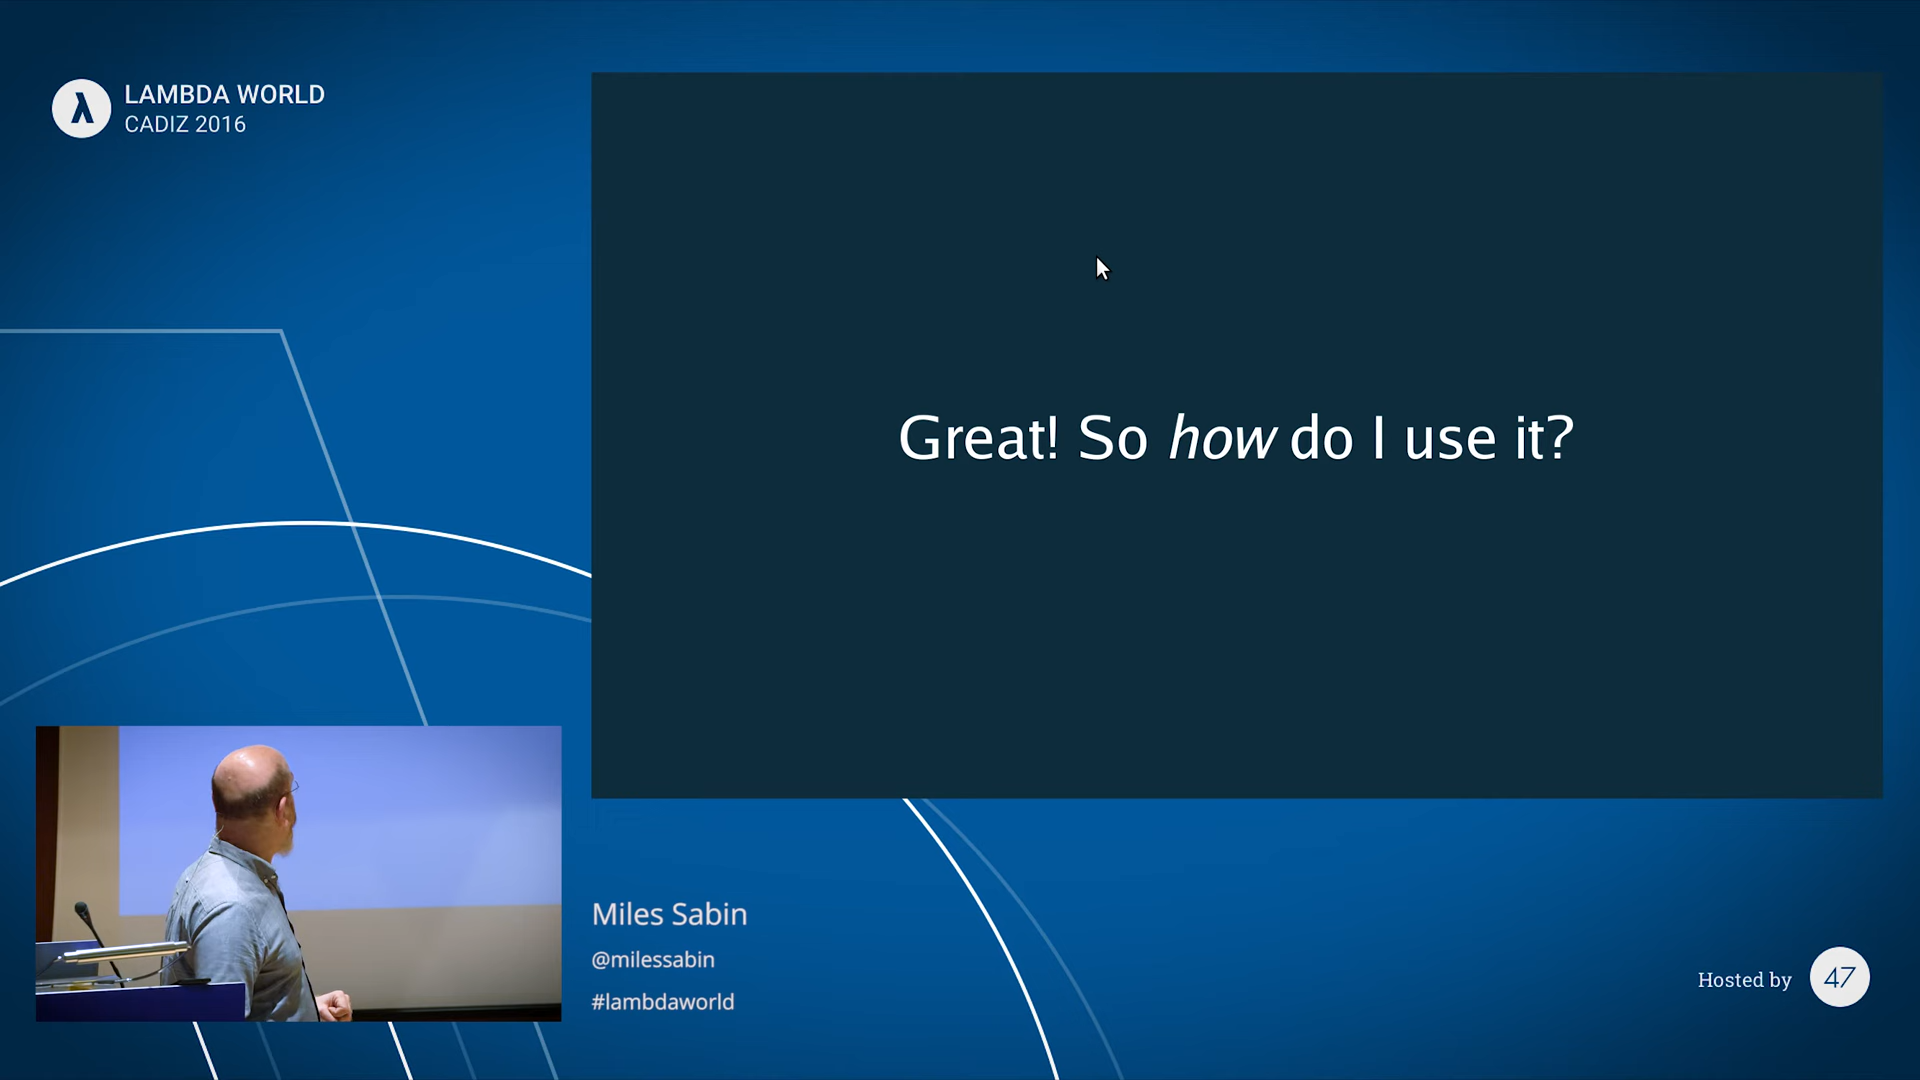 λ
LAMBDA WORLD
CADIZ 2016
Great! So how do I use it?
Miles Sabin
@milessabin
#lambdaworld
Hosted by 47